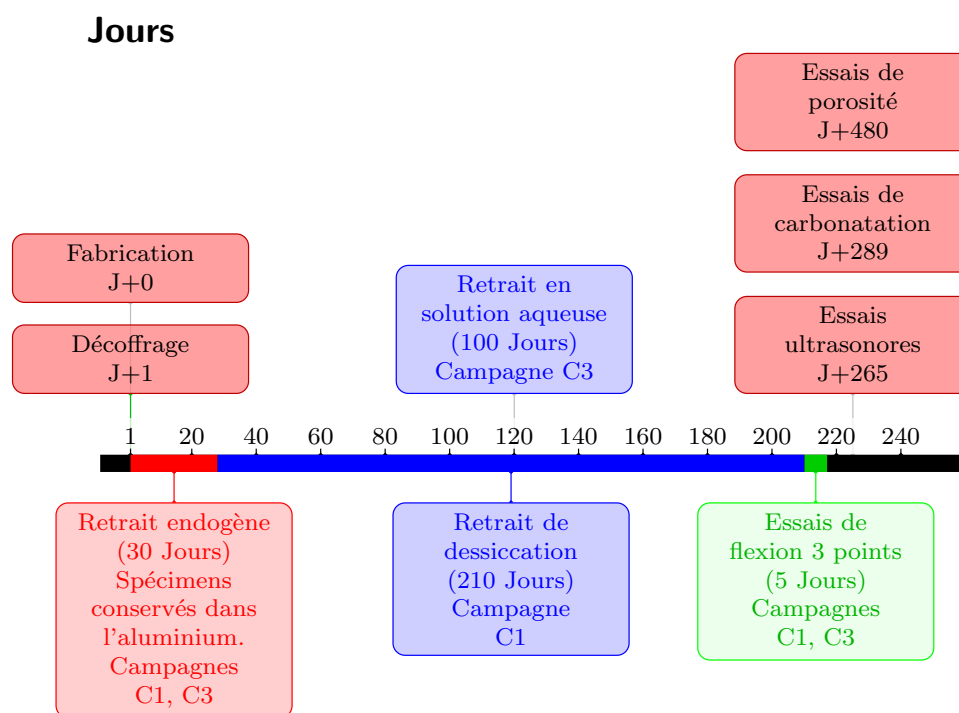 Jours
Essais de
porosité
J+480
Essais de
carbonatation
J+289
Fabrication
J+0
Retrait en
solution aqueuse
(100 Jours)
Campagne C3
Essais
ultrasonores
J+265
Décoffrage
J+1
1 20 40 60 80 100 120 140 160 180 200 220 240
Retrait endogène
(30 Jours)
Spécimens
conservés dans
l'aluminium.
Campagnes
C1, C3
Retrait de
dessiccation
(210 Jours)
Campagne
C1
Essais de
flexion 3 points
(5 Jours)
Campagnes
C1, C3